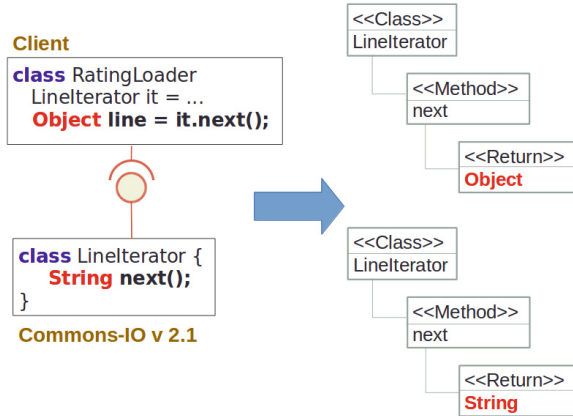 Client
class RatingLoader
LineIterator it = ...
Object line = it.next();
class LineIterator {
String next();
}
Commons-IO v 2.1
<<Class>>
LineIterator
<<Method>>
next
<<Return>>
Object
<<Class>>
LineIterator
<<Method>>
next
<<Return>>
String